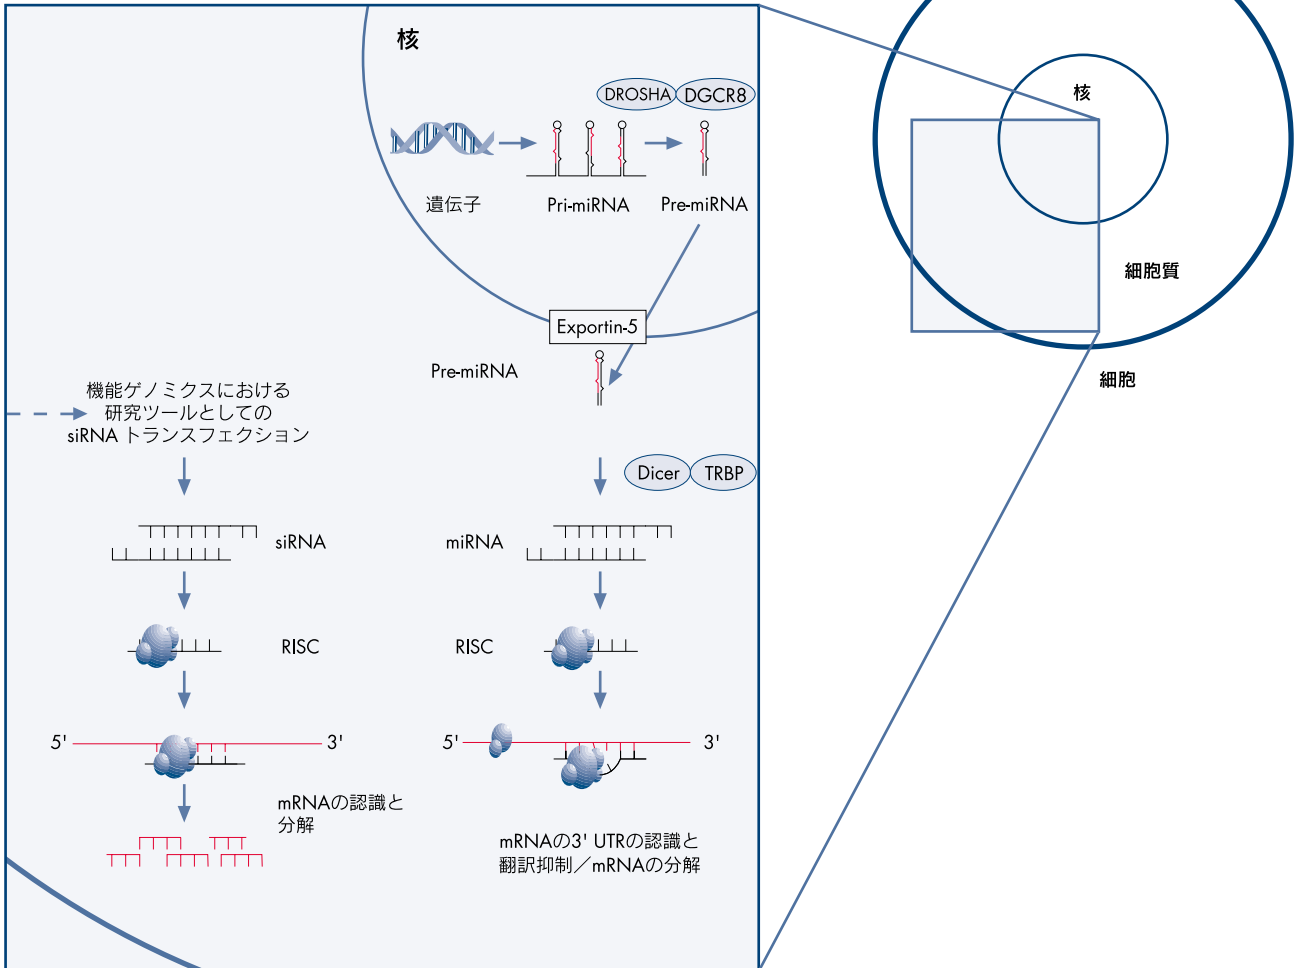 核
DROSHA DGCR8
遺伝子
Pri-miRNA
Pre-miRNA
Exportin-5
Pre-miRNA
機能ゲノミクスにおける
研究ツールとしての
siRNA トランスフェクション
Dicer TRBP
siRNA
miRNA
RISC
RISC
5' 3'
5' 3'
mRNAの認識と
分解
mRNAの3' UTRの認識と
翻訳抑制／mRNAの分解
核
細胞質
細胞